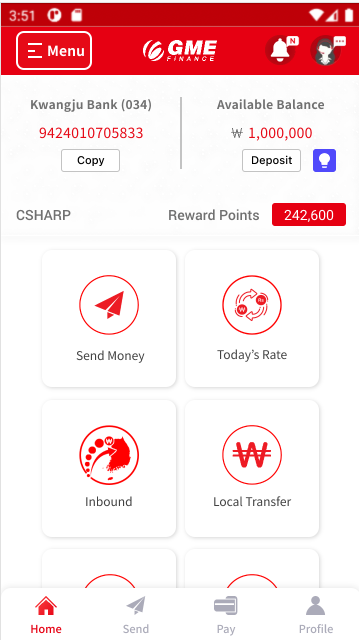 3:51
Menu
GME
FINANCE
N
Kwangju Bank (034)
Available Balance
9424010705833
₩ 1,000,000
Copy
Deposit
CSHARP
Reward Points
242,600
Send Money
Today’s Rate
Inbound
Local Transfer
Home
Send
Pay
Profile